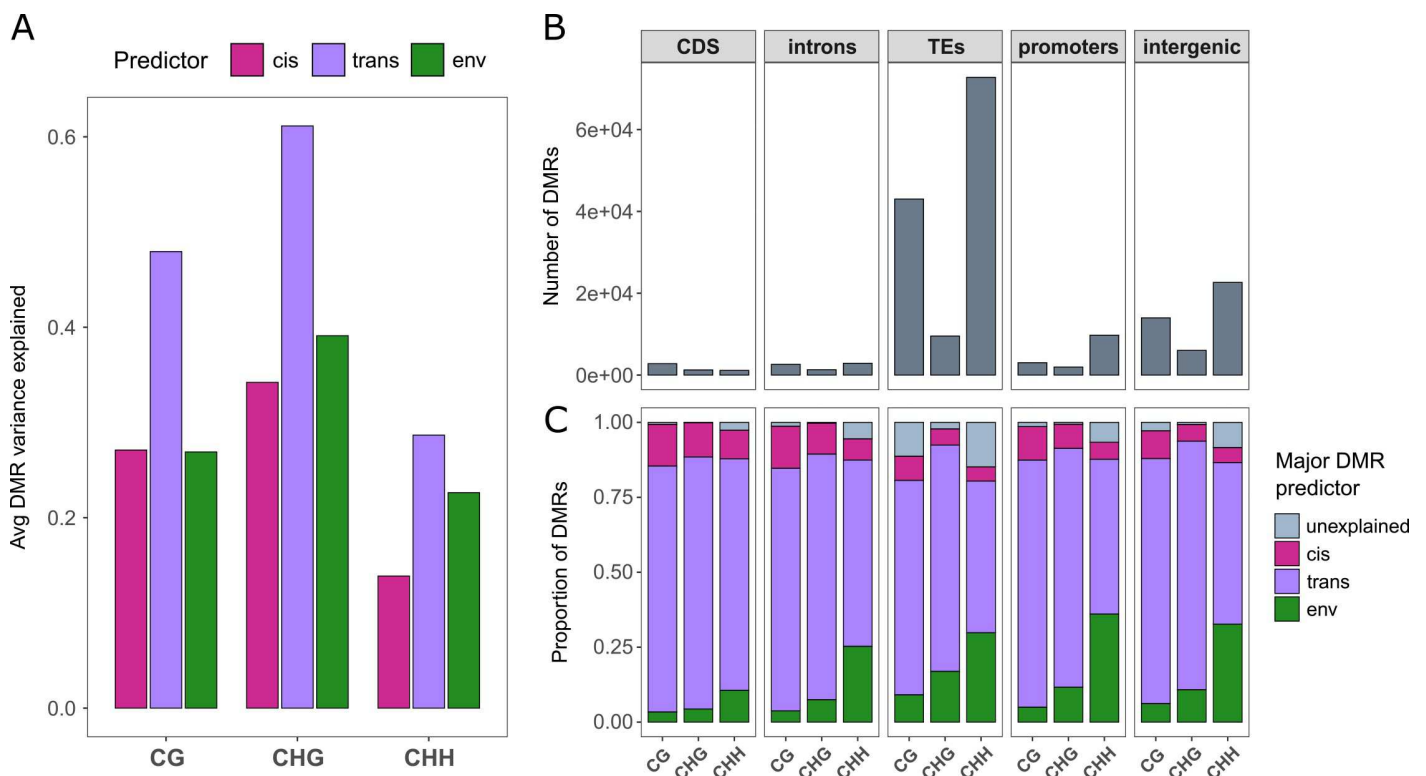 A
Predictor cis trans env
Avg DMR variance explained
0.6
0.4
0.2
0.0
CG CHG CHH
B
CDS introns TEs promoters intergenic
Number of DMRs
6e+04
4e+04
2e+04
0e+00
C
Proportion of DMRs
1.00
0.75
0.50
0.25
0.00
CG CHG CHH CG CHG CHH CG CHG CHH CG CHG CHH CG CHG CHH
Major DMR
predictor
unexplained
cis
trans
env